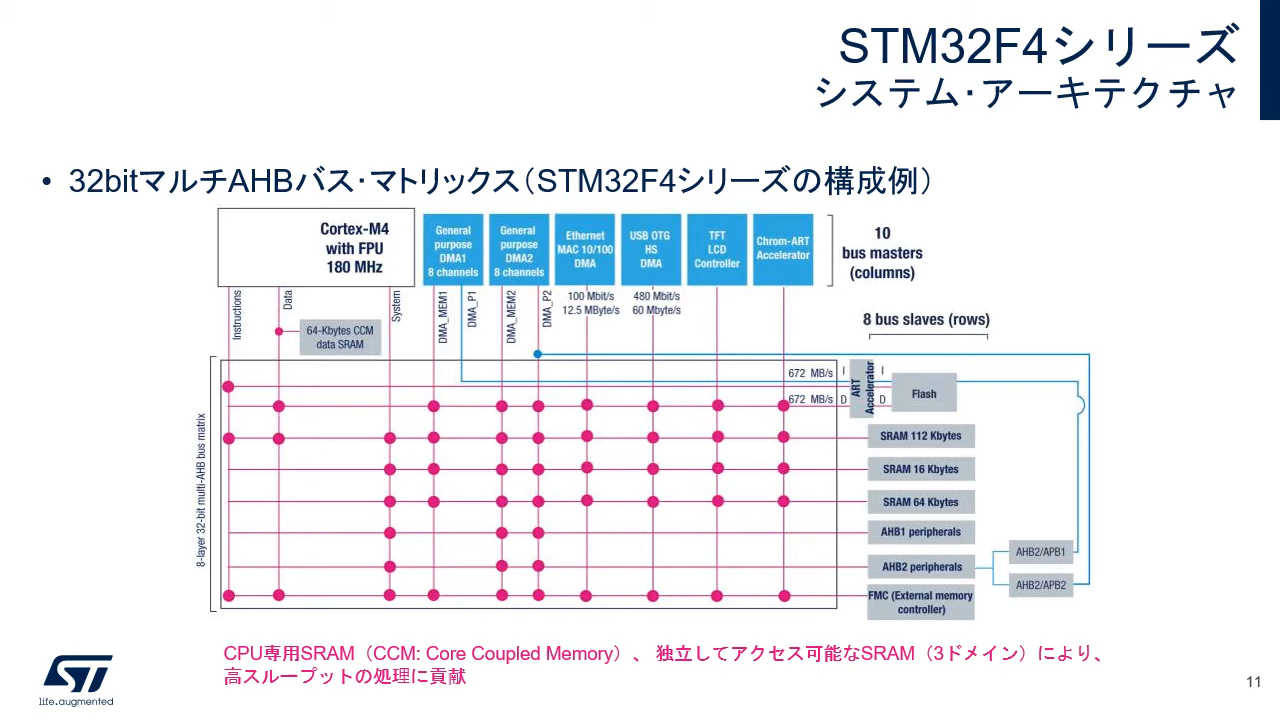 STM32F4シリーズ
システム・アーキテクチャ
• 32bitマルチAHBバス・マトリックス（STM32F4シリーズの構成例）
Cortex-M4
with FPU
180 MHz
General
purpose
DMA1
8 channels
General
purpose
DMA2
8 channels
Ethernet
MAC 10/100
DMA
USB OTG
HS
DMA
TFT
LCD
Controller
Chrom-ART
Accelerator
10
bus masters
(columns)
Instructions
Data
System
DMA_MEM1
DMA_P1
DMA_MEM2
DMA_P2
100 Mbit/s
12.5 MByte/s
480 Mbit/s
60 Mbyte/s
64-Kbytes CCM
data SRAM
8 bus slaves (rows)
8-layer 32-bit multi-AHB bus matrix
672 MB/s
I
I
672 MB/s
D
D
ART
Accelerator
Flash
SRAM 112 Kbytes
SRAM 16 Kbytes
SRAM 64 Kbytes
AHB1 peripherals
AHB2 peripherals
FMC (External memory
controller)
AHB2/APB1
AHB2/APB2
CPU専用SRAM（CCM: Core Coupled Memory）、 独立してアクセス可能なSRAM（3ドメイン）により、
高スループットの処理に貢献
ST
life.augmented
11